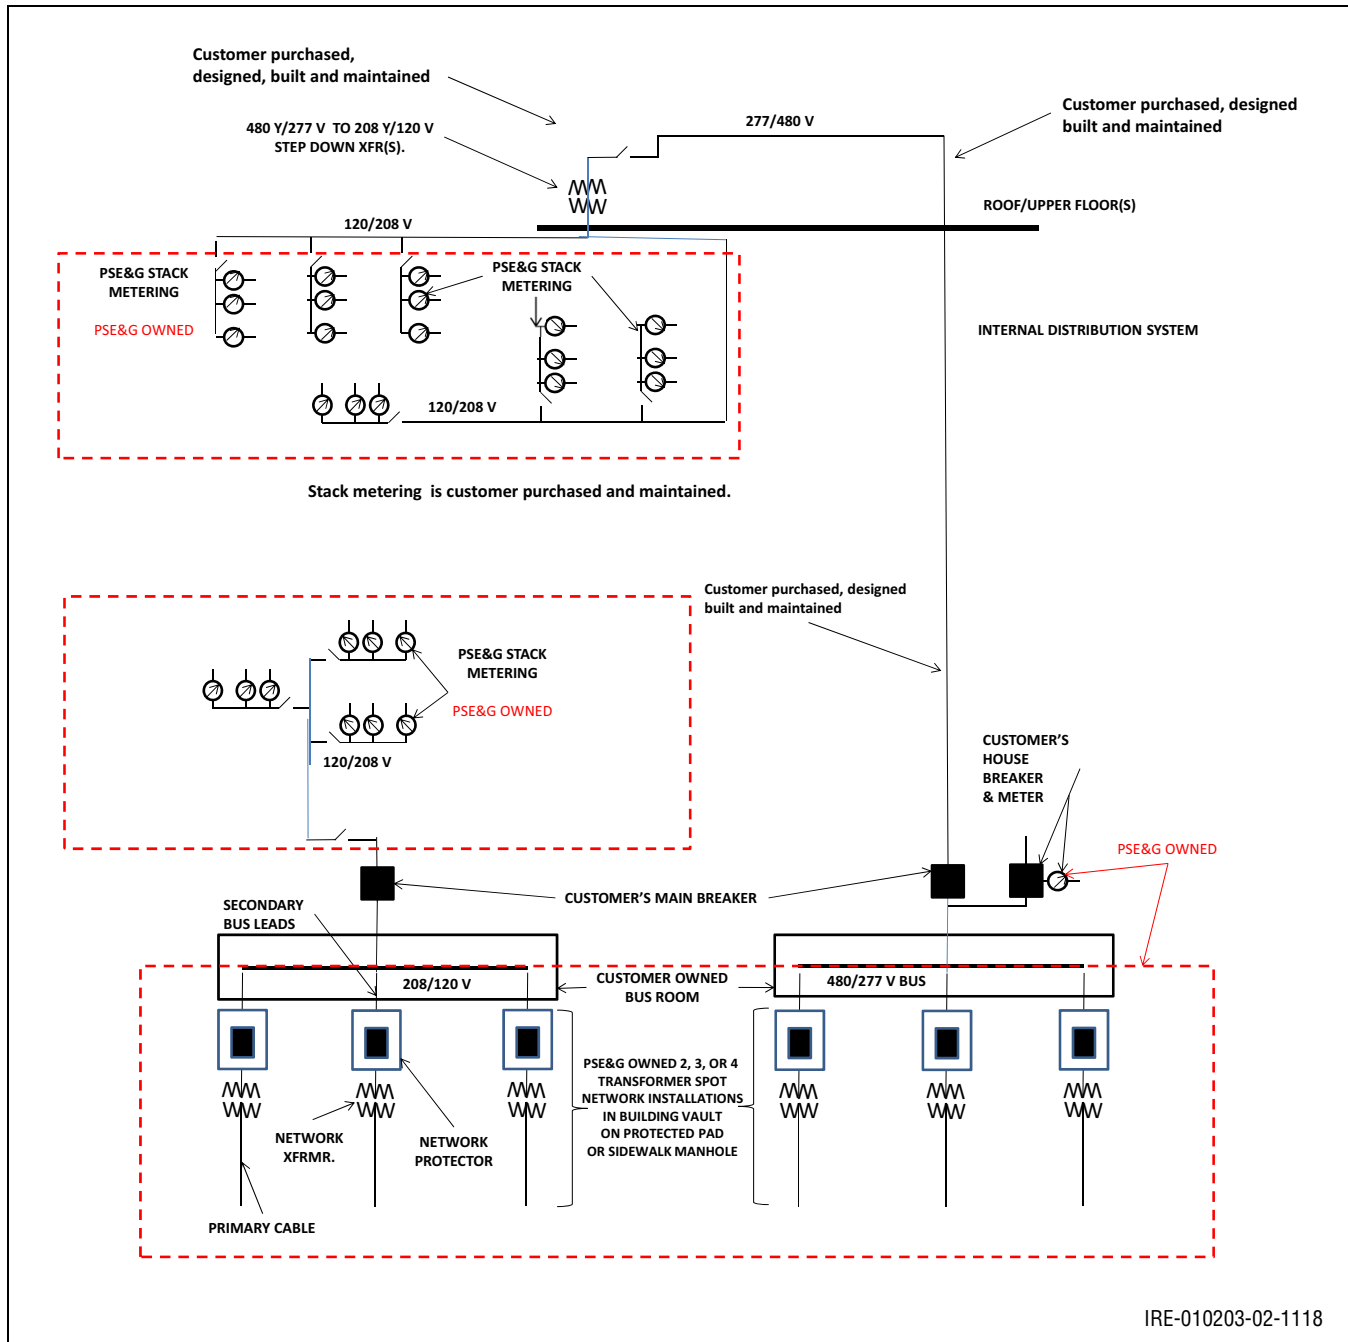 Customer purchased,
designed, built and maintained
480 Y/277 V TO 208 Y/120 V
STEP DOWN XFR(S).
277/480 V
Customer purchased, designed
built and maintained
ROOF/UPPER FLOOR(S)
120/208 V
PSE&G STACK
METERING
PSE&G OWNED
PSE&G STACK
METERING
INTERNAL DISTRIBUTION SYSTEM
120/208 V
Stack metering is customer purchased and maintained.
Customer purchased, designed
built and maintained
PSE&G STACK
METERING
PSE&G OWNED
120/208 V
CUSTOMER'S
HOUSE
BREAKER
& METER
PSE&G OWNED
CUSTOMER'S MAIN BREAKER
SECONDARY
BUS LEADS
208/120 V
CUSTOMER OWNED
BUS ROOM
480/277 V BUS
PSE&G OWNED 2, 3, OR 4
TRANSFORMER SPOT
NETWORK INSTALLATIONS
IN BUILDING VAULT
ON PROTECTED PAD
OR SIDEWALK MANHOLE
NETWORK
XFRMR.
NETWORK
PROTECTOR
PRIMARY CABLE
IRE-010203-02-1118